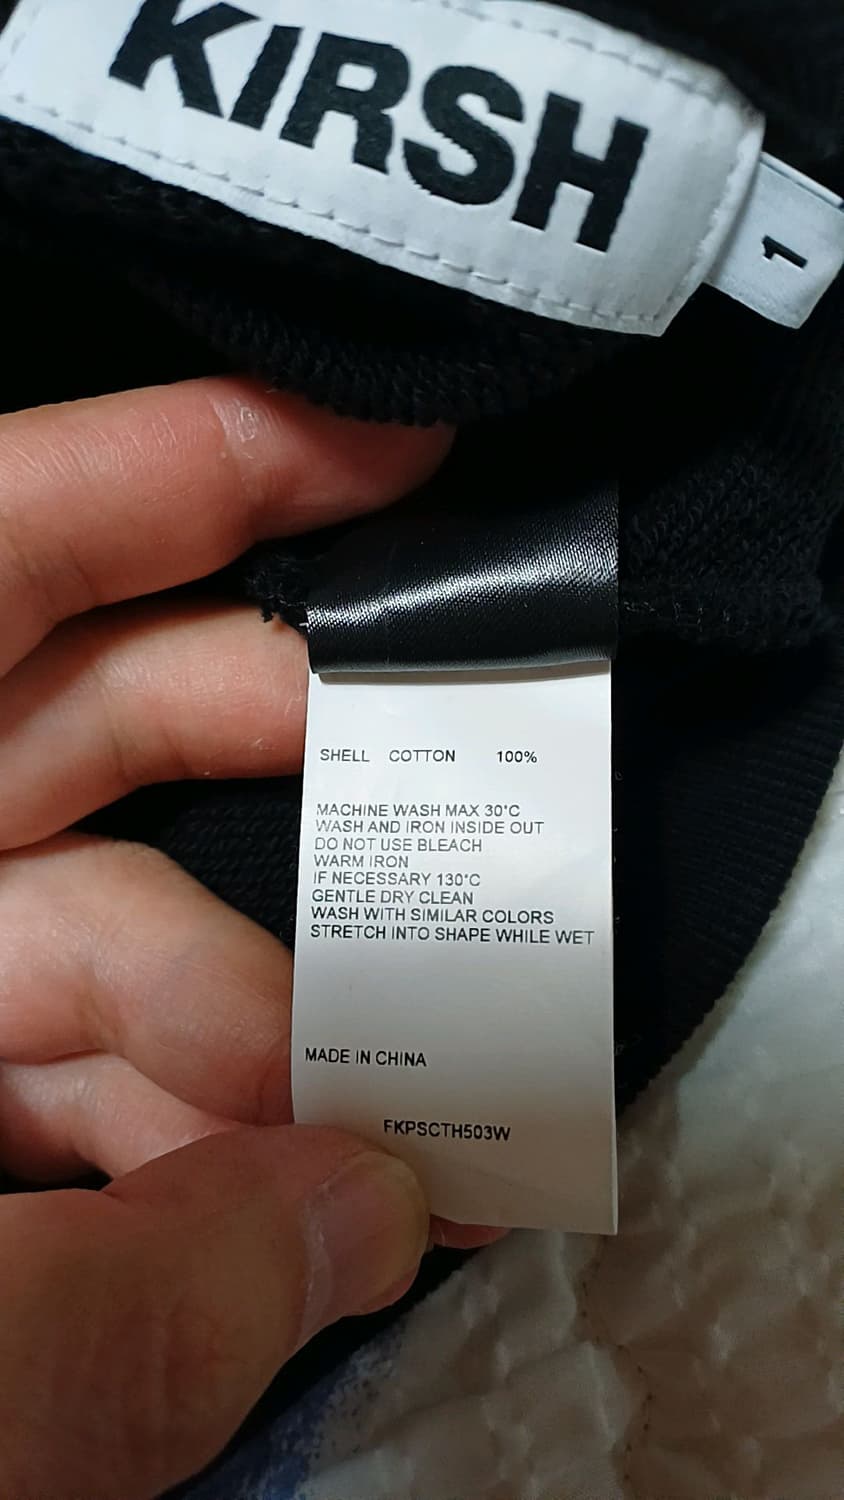 KIRSH
1
SHELL COTTON 100%
MACHINE WASH MAX 30°C
WASH AND IRON INSIDE OUT
DO NOT USE BLEACH
WARM IRON
IF NECESSARY 130°C
GENTLE DRY CLEAN
WASH WITH SIMILAR COLORS
STRETCH INTO SHAPE WHILE WET
MADE IN CHINA
FKPSCTH503W